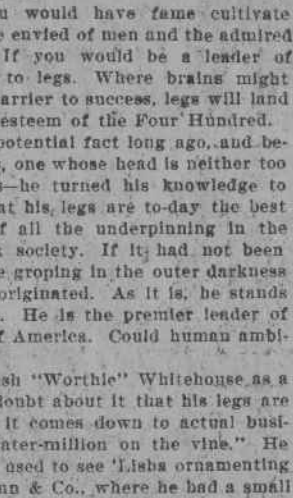 u would have fame cultivate
e envied of men and the admired
If you would be a leader of
to legs. Where brains might
arrier to success, legs will land
esteem of the Four Hundred.
potential fact long ago, and be-
, one whose head is neither too
s—he turned his knowledge to
at his legs are to-day the best
f all the underpinning in the
society. If it had not been
e groping in the outer darkness
originated. As it is, he stands
. He is the premier leader of
f America. Could human ambi-
sh "Worthie" Whitehouse as a
doubt about it that his legs are
it comes down to actual busi-
ater-million on the vine." He
used to see 'Lisha ornamenting
nn & Co., where he had a small